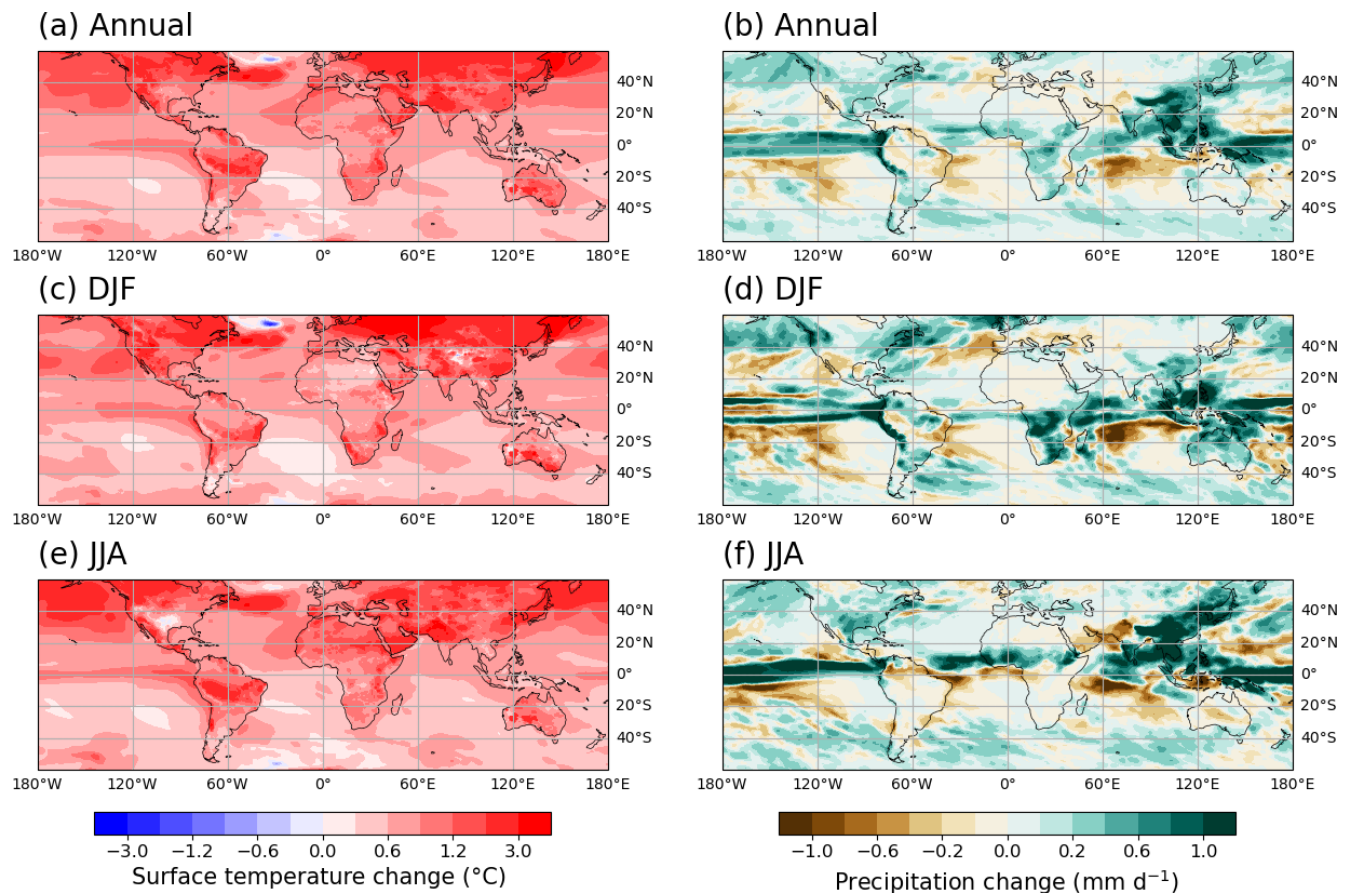 (a) Annual
(b) Annual
40°N
20°N
0°
20°S
40°S
40°N
20°N
0°
20°S
40°S
180°W 120°W 60°W 0° 60°E 120°E 180°E
180°W 120°W 60°W 0° 60°E 120°E 180°E
(c) DJF
(d) DJF
40°N
20°N
0°
20°S
40°S
40°N
20°N
0°
20°S
40°S
180°W 120°W 60°W 0° 60°E 120°E 180°E
180°W 120°W 60°W 0° 60°E 120°E 180°E
(e) JJA
(f) JJA
40°N
20°N
0°
20°S
40°S
40°N
20°N
0°
20°S
40°S
180°W 120°W 60°W 0° 60°E 120°E 180°E
180°W 120°W 60°W 0° 60°E 120°E 180°E
−3.0 −1.2 −0.6 0.0 0.6 1.2 3.0
Surface temperature change (°C)
−1.0 −0.6 −0.2 0.0 0.2 0.6 1.0
Precipitation change (mm d⁻¹)